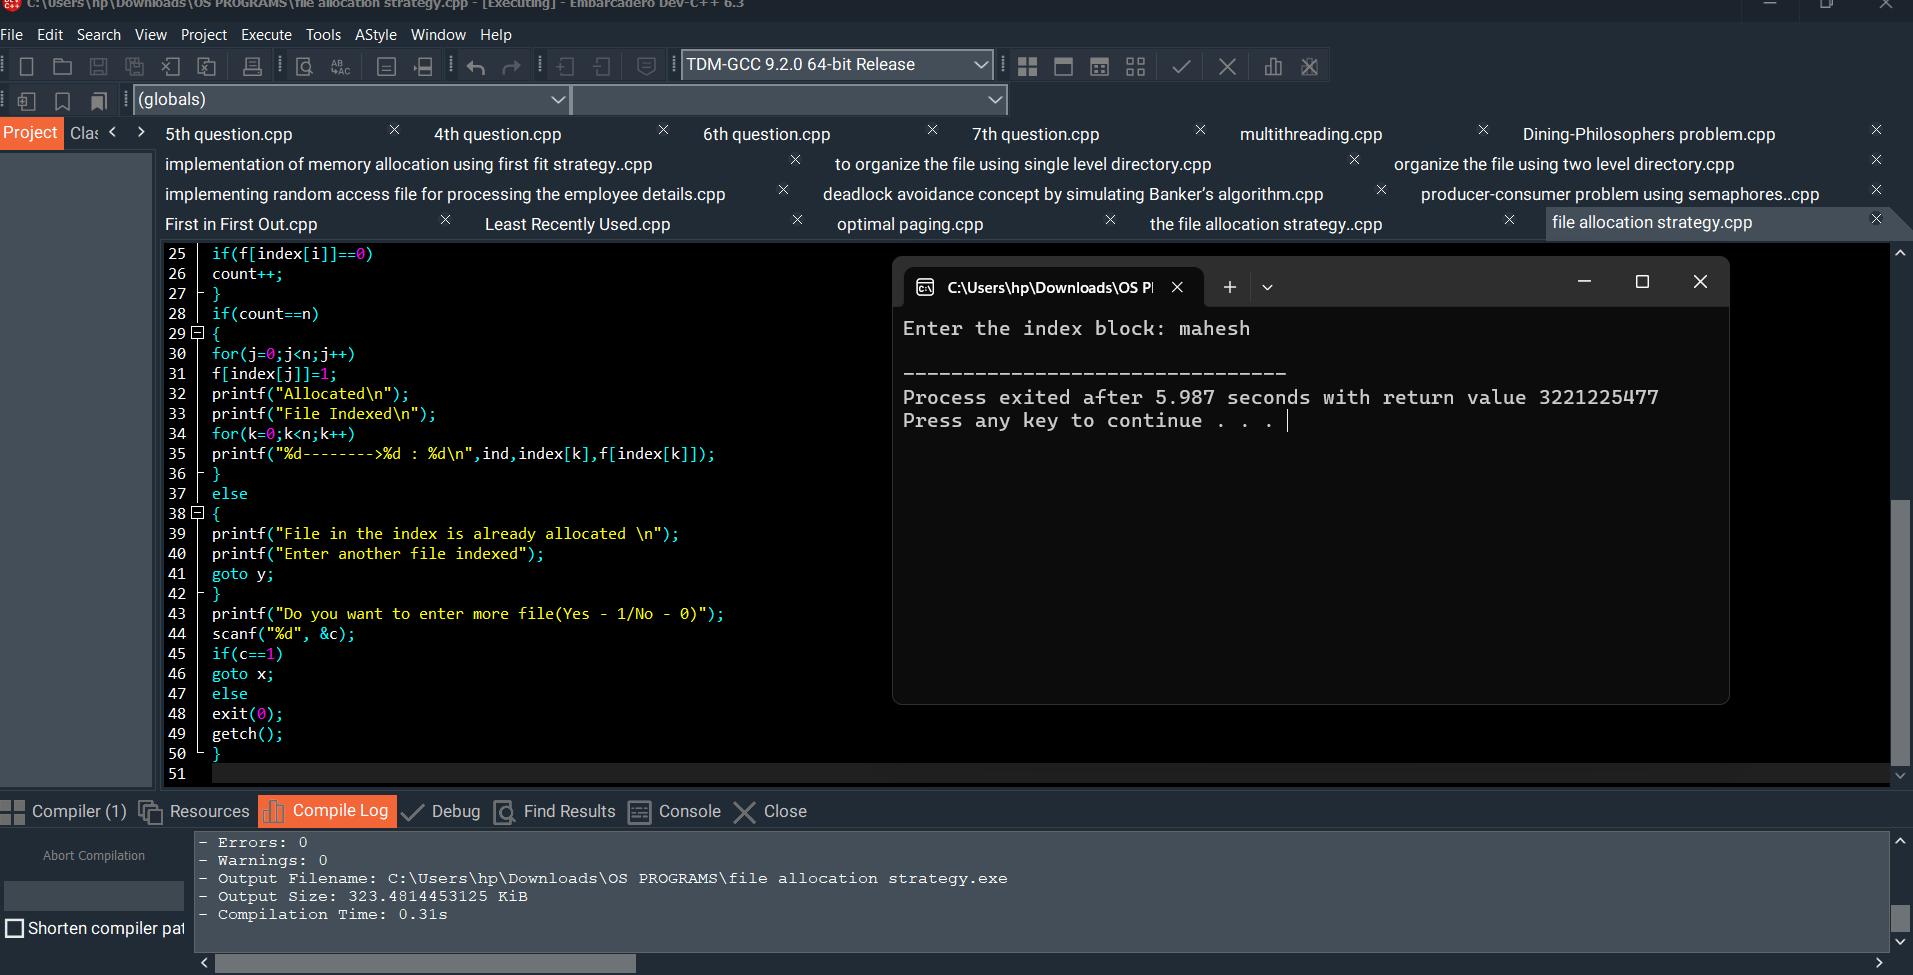 C:\Users\hp\Downloads\OS PROGRAMS\file allocation strategy.cpp - [Executing] - Embarcadero Dev-C++ 6.3
File Edit Search View Project Execute Tools AStyle Window Help
TDM-GCC 9.2.0 64-bit Release
(globals)
Project Clas
5th question.cpp 4th question.cpp 6th question.cpp 7th question.cpp multithreading.cpp Dining-Philosophers problem.cpp
implementation of memory allocation using first fit strategy..cpp to organize the file using single level directory.cpp organize the file using two level directory.cpp
implementing random access file for processing the employee details.cpp deadlock avoidance concept by simulating Banker’s algorithm.cpp producer-consumer problem using semaphores..cpp
First in First Out.cpp Least Recently Used.cpp optimal paging.cpp the file allocation strategy..cpp file allocation strategy.cpp
25 if(f[index[i]]==0)
26 count++;
27 }
28 if(count==n)
29 {
30 for(j=0;j<n;j++)
31 f[index[j]]=1;
32 printf("Allocated\n");
33 printf("File Indexed\n");
34 for(k=0;k<n;k++)
35 printf("%d-------->%d : %d\n",ind,index[k],f[index[k]]);
36 }
37 else
38 {
39 printf("File in the index is already allocated \n");
40 printf("Enter another file indexed");
41 goto y;
42 }
43 printf("Do you want to enter more file(Yes - 1/No - 0)");
44 scanf("%d", &c);
45 if(c==1)
46 goto x;
47 else
48 exit(0);
49 getch();
50 }
51
C:\Users\hp\Downloads\OS P
Enter the index block: mahesh
--------------------------------
Process exited after 5.987 seconds with return value 3221225477
Press any key to continue . . .
Compiler (1) Resources Compile Log Debug Find Results Console Close
Abort Compilation
Shorten compiler pat
- Errors: 0
- Warnings: 0
- Output Filename: C:\Users\hp\Downloads\OS PROGRAMS\file allocation strategy.exe
- Output Size: 323.4814453125 KiB
- Compilation Time: 0.31s